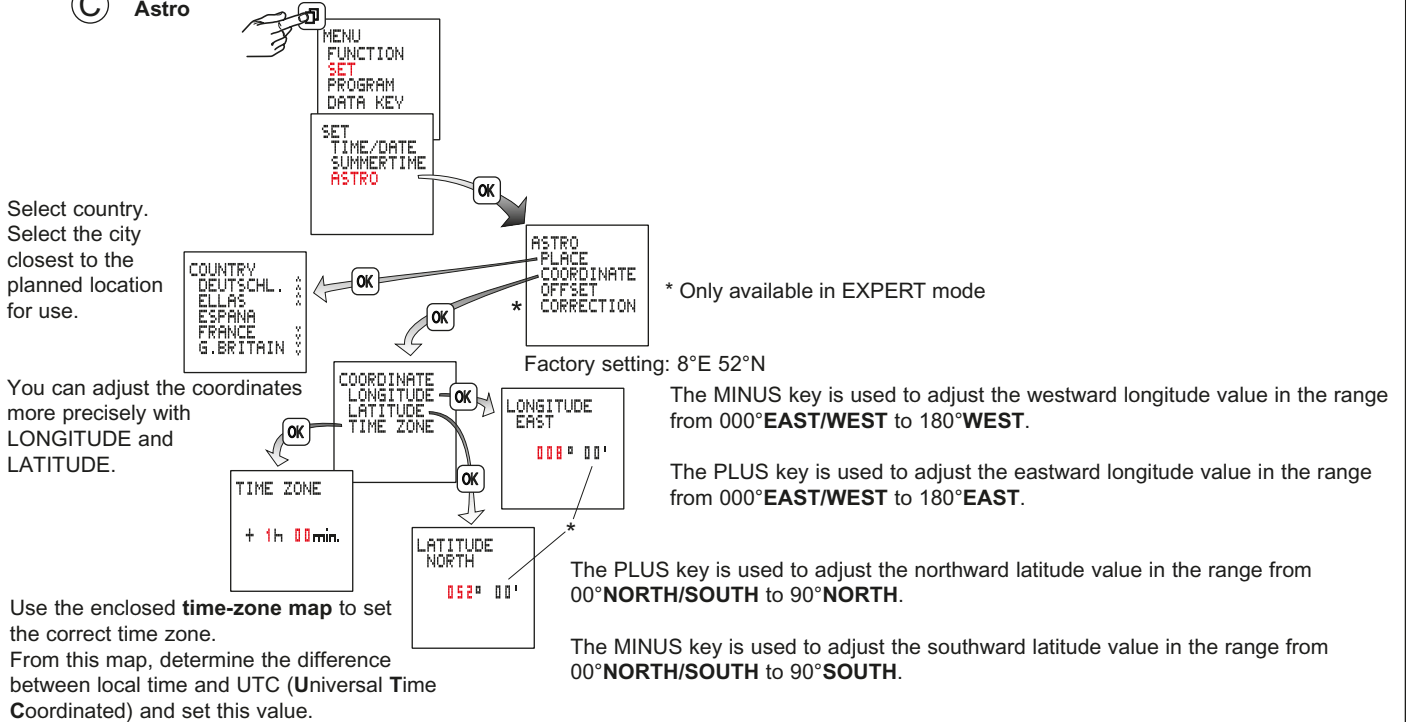 C Astro
MENU
FUNCTION
SET
PROGRAM
DATA KEY
SET
TIME/DATE
SUMMERTIME
ASTRO
OK
Select country.
Select the city
closest to the
planned location
for use.
COUNTRY
DEUTSCHL.
ELLAS
ESPANA
FRANCE
G.BRITAIN
OK
ASTRO
PLACE
COORDINATE
OFFSET
* CORRECTION
* Only available in EXPERT mode
OK
Factory setting: 8°E 52°N
You can adjust the coordinates
more precisely with
LONGITUDE and
LATITUDE.
COORDINATE
LONGITUDE
LATITUDE
TIME ZONE
OK
OK
OK
LONGITUDE
EAST
008° 00'
*
The MINUS key is used to adjust the westward longitude value in the range
from 000°EAST/WEST to 180°WEST.
The PLUS key is used to adjust the eastward longitude value in the range
from 000°EAST/WEST to 180°EAST.
TIME ZONE
+ 1h 00min.
LATITUDE
NORTH
052° 00'
The PLUS key is used to adjust the northward latitude value in the range from
00°NORTH/SOUTH to 90°NORTH.
The MINUS key is used to adjust the southward latitude value in the range from
00°NORTH/SOUTH to 90°SOUTH.
Use the enclosed time-zone map to set
the correct time zone.
From this map, determine the difference
between local time and UTC (Universal Time
Coordinated) and set this value.